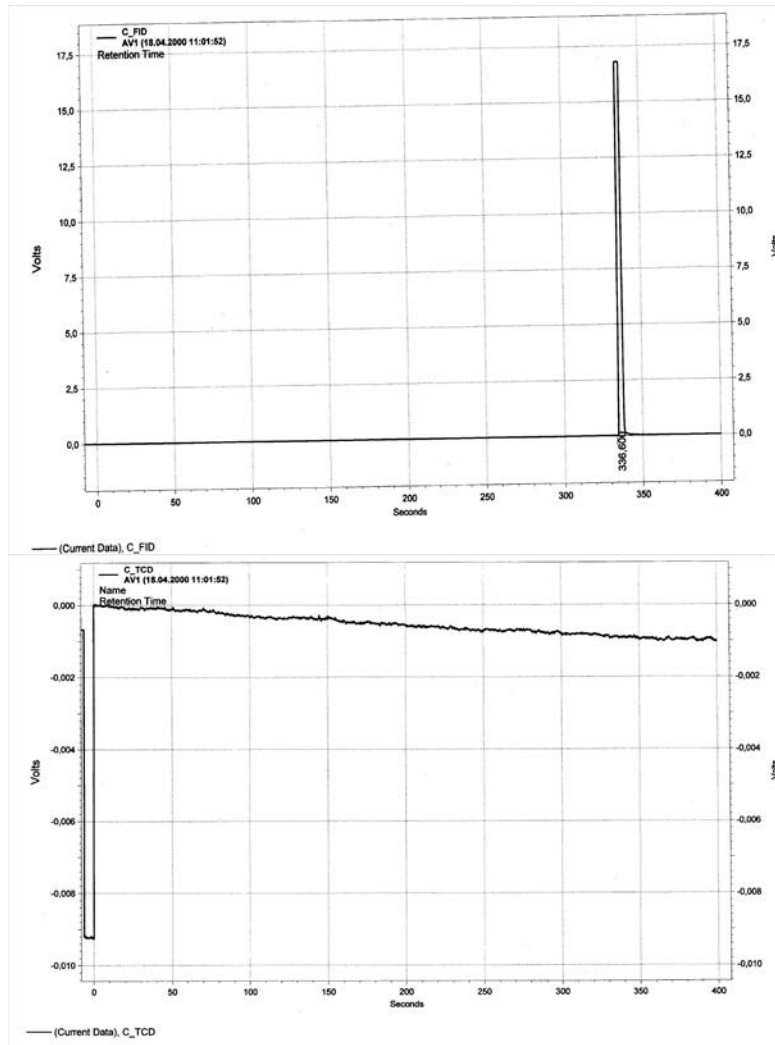 C_FID
AV1 (18.04.2000 11:01:52)
Retention Time
17,5
15,0
12,5
10,0
7,5
5,0
2,5
0,0
Volts
17,5
15,0
12,5
10,0
7,5
5,0
2,5
0,0
Volts
336,600
0 50 100 150 200 250 300 350 400
Seconds
(Current Data), C_FID
C_TCD
AV1 (18.04.2000 11:01:52)
Name
Retention Time
0,000
-0,002
-0,004
-0,006
-0,008
-0,010
Volts
0,000
-0,002
-0,004
-0,006
-0,008
-0,010
Volts
0 50 100 150 200 250 300 350 400
Seconds
(Current Data), C_TCD